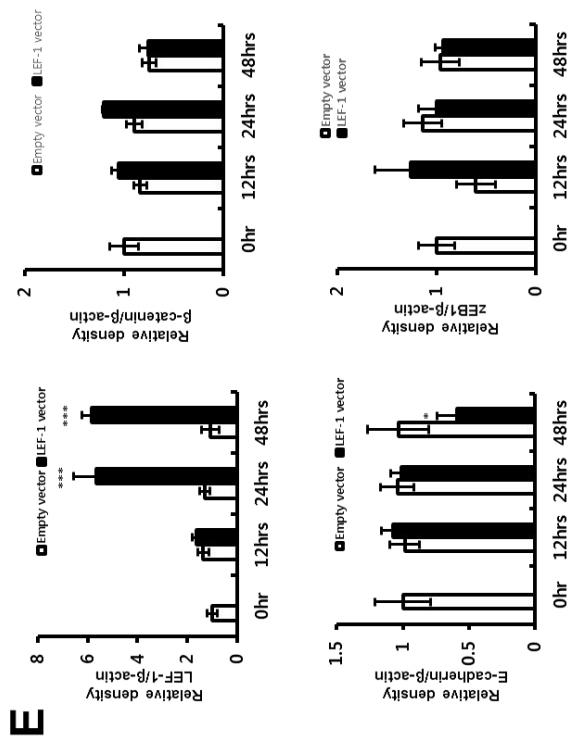 E
Relative density
LEF-1/β-actin
8
6
4
2
0
Empty vector LEF-1 vector
***
***
0hr 12hrs 24hrs 48hrs
Relative density
β-catenin/β-actin
2
1
0
Empty vector LEF-1 vector
0hr 12hrs 24hrs 48hrs
Relative density
E-cadherin/β-actin
1.5
1
0.5
0
Empty vector LEF-1 vector
*
0hr 12hrs 24hrs 48hrs
Relative density
zEB1/β-actin
2
1
0
Empty vector
LEF-1 vector
0hr 12hrs 24hrs 48hrs